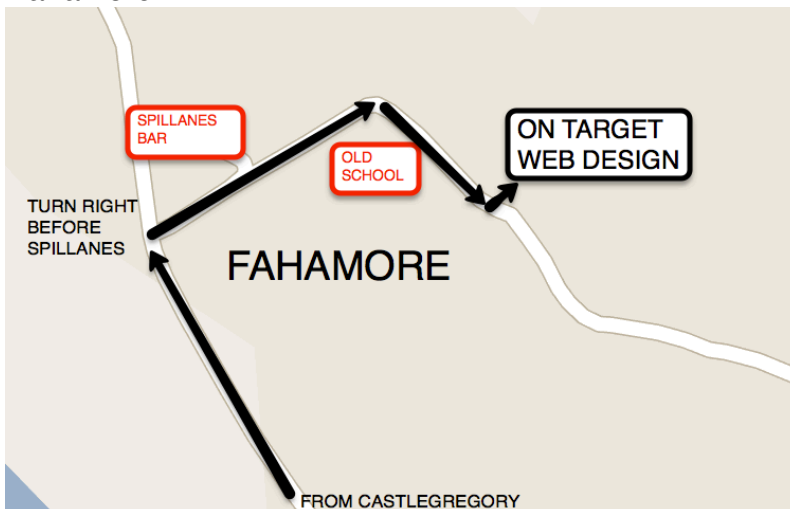 SPILLANES
BAR
ON TARGET
WEB DESIGN
OLD
SCHOOL
TURN RIGHT
BEFORE
SPILLANES
FAHAMORE
FROM CASTLEGREGORY